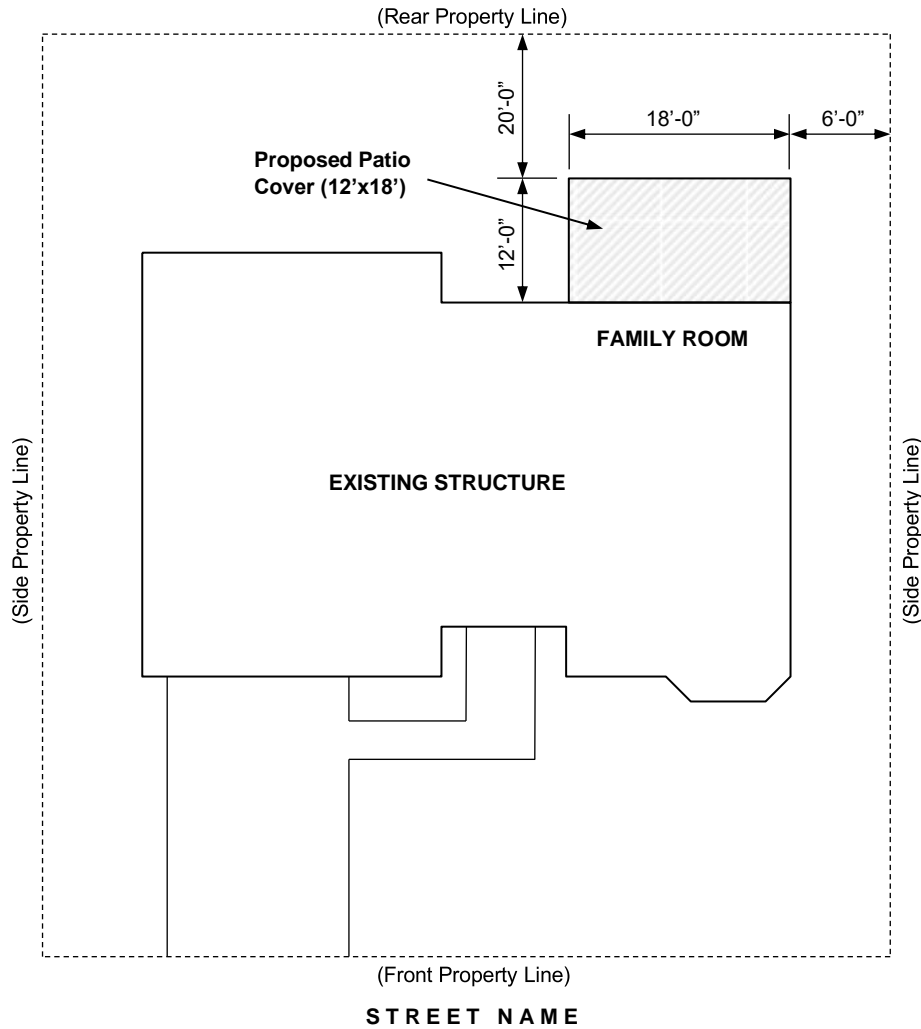 (Rear Property Line)
20’-0”
18’-0”
6’-0”
Proposed Patio
Cover (12’x18’)
12’-0”
FAMILY ROOM
(Side Property Line)
EXISTING STRUCTURE
(Side Property Line)
(Front Property Line)
STREET NAME